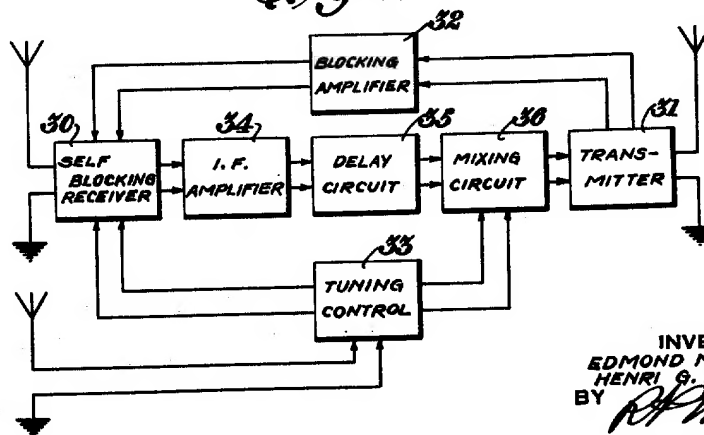 32
BLOCKING
AMPLIFIER
30
SELF
BLOCKING
RECEIVER
34
I.F.
AMPLIFIER
35
DELAY
CIRCUIT
36
MIXING
CIRCUIT
31
TRANS-
MITTER
33
TUNING
CONTROL
INVE
EDMOND
HENRI G.
BY